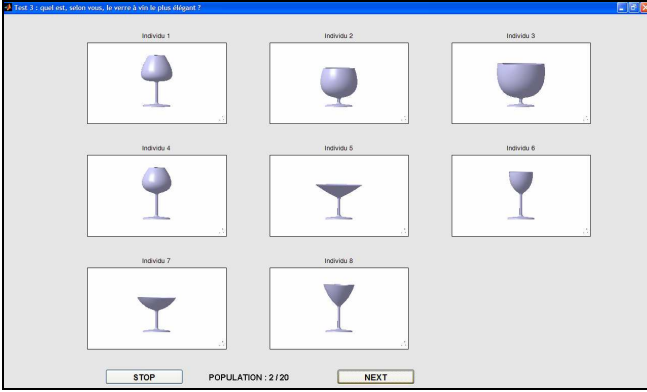 Test 3 : quel est, selon vous, le verre à vin le plus élégant ?
Individu 1
Individu 2
Individu 3
Individu 4
Individu 5
Individu 6
Individu 7
Individu 8
STOP
POPULATION : 2 / 20
NEXT